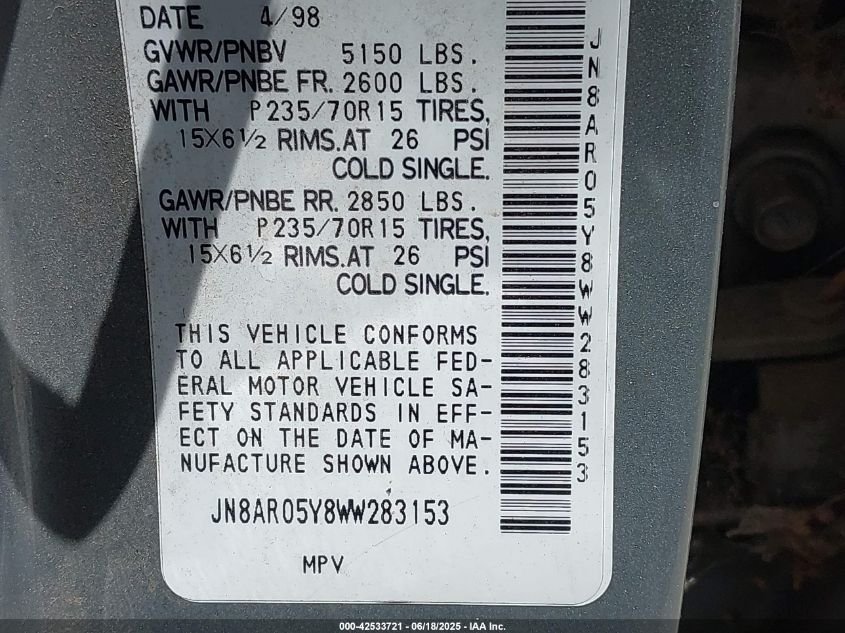 DATE 4/98
GVWR/PNBV 5150 LBS.
GAWR/PNBE FR. 2600 LBS.
WITH P235/70R15 TIRES,
15X6½ RIMS.AT 26 PSI
COLD SINGLE.
GAWR/PNBE RR. 2850 LBS.
WITH P235/70R15 TIRES,
15X6½ RIMS.AT 26 PSI
COLD SINGLE.
THIS VEHICLE CONFORMS
TO ALL APPLICABLE FED-
ERAL MOTOR VEHICLE SA-
FETY STANDARDS IN EFF-
ECT ON THE DATE OF MA-
NUFACTURE SHOWN ABOVE.
JN8AR05Y8WW283153
MPV
JN8AR05Y8WW283153
000-42533721 - 06/18/2025 - IAA Inc.